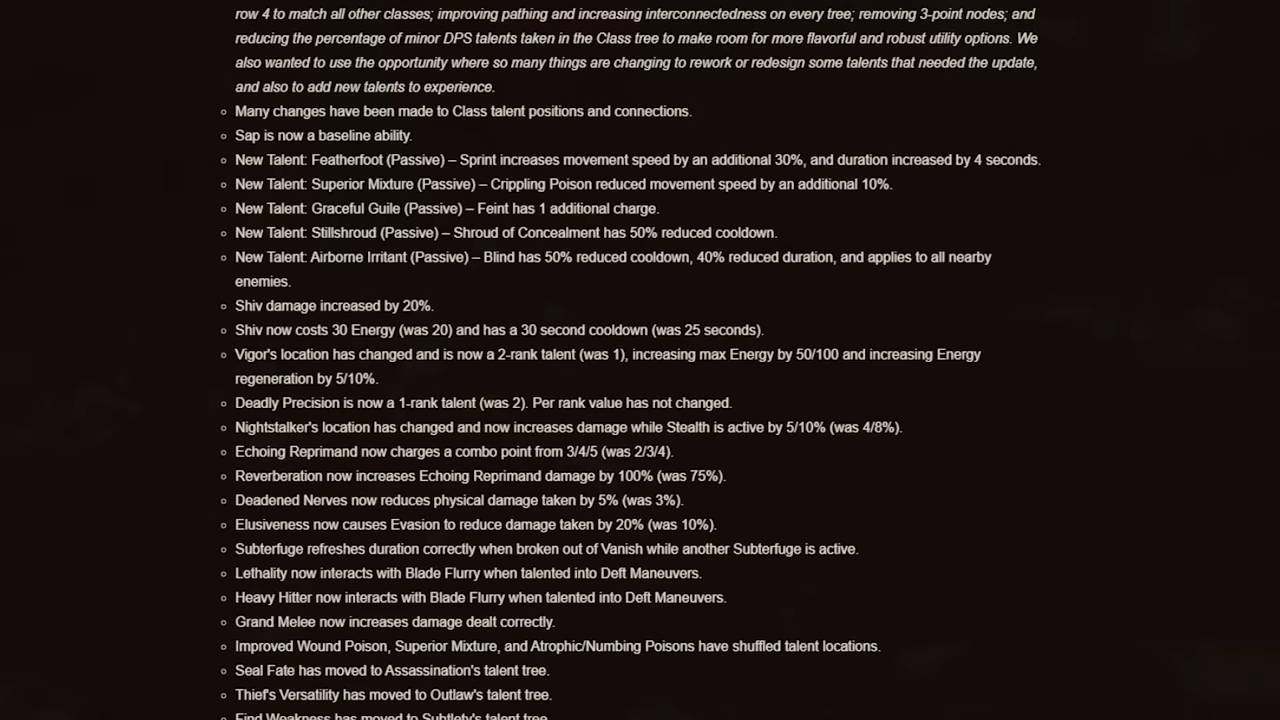 row 4 to match all other classes; improving pathing and increasing interconnectedness on every tree; removing 3-point nodes; and
reducing the percentage of minor DPS talents taken in the Class tree to make room for more flavorful and robust utility options. We
also wanted to use the opportunity where so many things are changing to rework or redesign some talents that needed the update,
and also to add new talents to experience.
Many changes have been made to Class talent positions and connections.
Sap is now a baseline ability.
New Talent: Featherfoot (Passive) – Sprint increases movement speed by an additional 30%, and duration increased by 4 seconds.
New Talent: Superior Mixture (Passive) – Crippling Poison reduced movement speed by an additional 10%.
New Talent: Graceful Guile (Passive) – Feint has 1 additional charge.
New Talent: Stillshroud (Passive) – Shroud of Concealment has 50% reduced cooldown.
New Talent: Airborne Irritant (Passive) – Blind has 50% reduced cooldown, 40% reduced duration, and applies to all nearby
enemies.
Shiv damage increased by 20%.
Shiv now costs 30 Energy (was 20) and has a 30 second cooldown (was 25 seconds).
Vigor's location has changed and is now a 2-rank talent (was 1), increasing max Energy by 50/100 and increasing Energy
regeneration by 5/10%.
Deadly Precision is now a 1-rank talent (was 2). Per rank value has not changed.
Nightstalker's location has changed and now increases damage while Stealth is active by 5/10% (was 4/8%).
Echoing Reprimand now charges a combo point from 3/4/5 (was 2/3/4).
Reverberation now increases Echoing Reprimand damage by 100% (was 75%).
Deadened Nerves now reduces physical damage taken by 5% (was 3%).
Elusiveness now causes Evasion to reduce damage taken by 20% (was 10%).
Subterfuge refreshes duration correctly when broken out of Vanish while another Subterfuge is active.
Lethality now interacts with Blade Flurry when talented into Deft Maneuvers.
Heavy Hitter now interacts with Blade Flurry when talented into Deft Maneuvers.
Grand Melee now increases damage dealt correctly.
Improved Wound Poison, Superior Mixture, and Atrophic/Numbing Poisons have shuffled talent locations.
Seal Fate has moved to Assassination's talent tree.
Thief's Versatility has moved to Outlaw's talent tree.
Find Weakness has moved to Subtlety's talent tree.